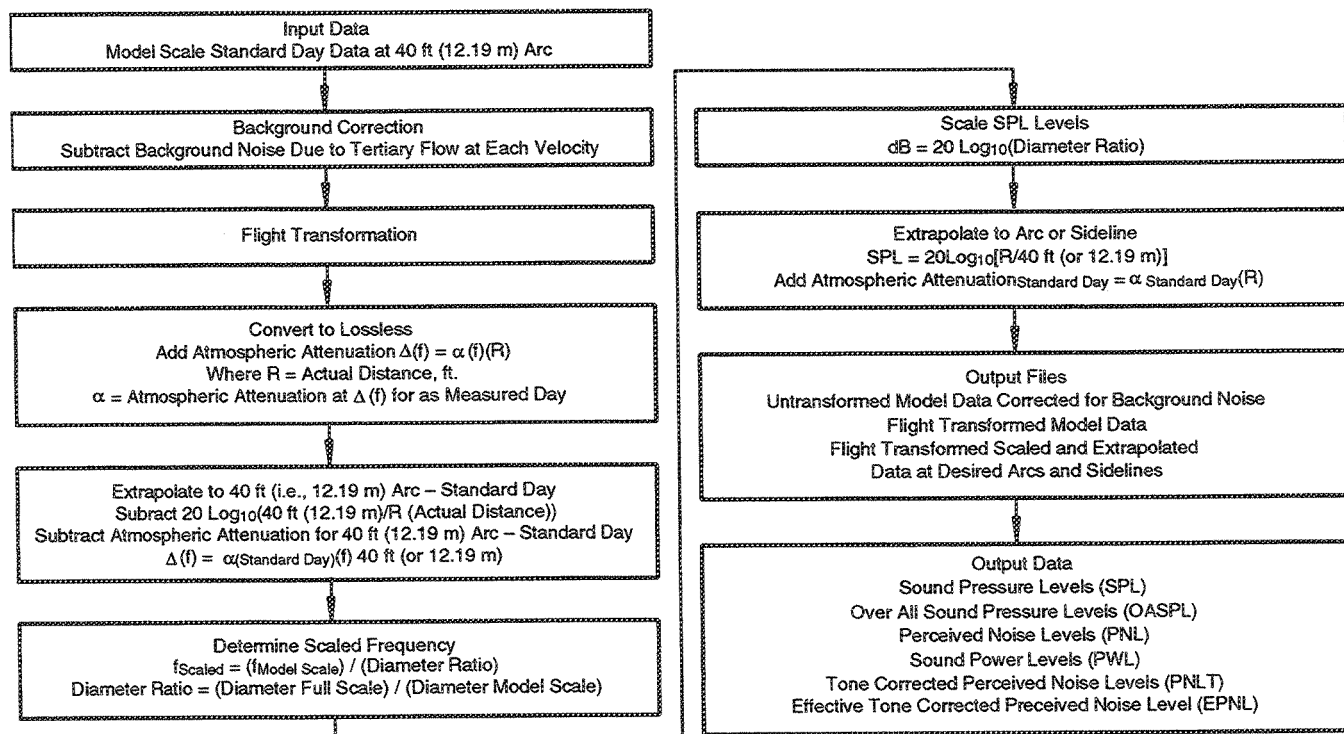 Input Data
Model Scale Standard Day Data at 40 ft (12.19 m) Arc
Background Correction
Subtract Background Noise Due to Tertiary Flow at Each Velocity
Flight Transformation
Convert to Lossless
Add Atmospheric Attenuation Δ(f) = α(f)(R)
Where R = Actual Distance, ft.
α = Atmospheric Attenuation at Δ(f) for as Measured Day
Extrapolate to 40 ft (i.e., 12.19 m) Arc – Standard Day
Subract 20 Log10(40 ft (12.19 m)/R (Actual Distance))
Subtract Atmospheric Attenuation for 40 ft (12.19 m) Arc – Standard Day
Δ(f) = α(Standard Day)(f) 40 ft (or 12.19 m)
Determine Scaled Frequency
fScaled = (fModel Scale) / (Diameter Ratio)
Diameter Ratio = (Diameter Full Scale) / (Diameter Model Scale)
Scale SPL Levels
dB = 20 Log10(Diameter Ratio)
Extrapolate to Arc or Sideline
SPL = 20Log10[R/40 ft (or 12.19 m)]
Add Atmospheric AttenuationStandard Day = α Standard Day(R)
Output Files
Untransformed Model Data Corrected for Background Noise
Flight Transformed Model Data
Flight Transformed Scaled and Extrapolated
Data at Desired Arcs and Sidelines
Output Data
Sound Pressure Levels (SPL)
Over All Sound Pressure Levels (OASPL)
Perceived Noise Levels (PNL)
Sound Power Levels (PWL)
Tone Corrected Perceived Noise Levels (PNLT)
Effective Tone Corrected Preceived Noise Level (EPNL)